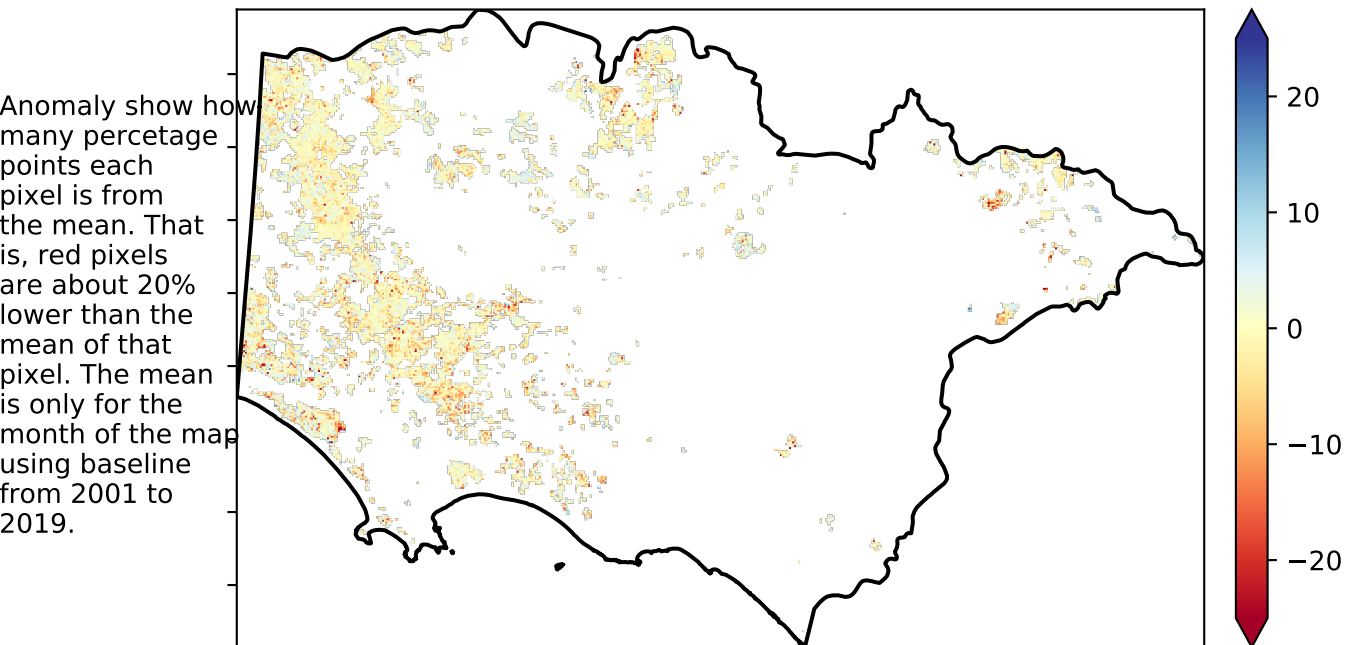 Anomaly show how
many percetage
points each
pixel is from
the mean. That
is, red pixels
are about 20%
lower than the
mean of that
pixel. The mean
is only for the
month of the map
using baseline
from 2001 to
2019.
20
10
0
−10
−20